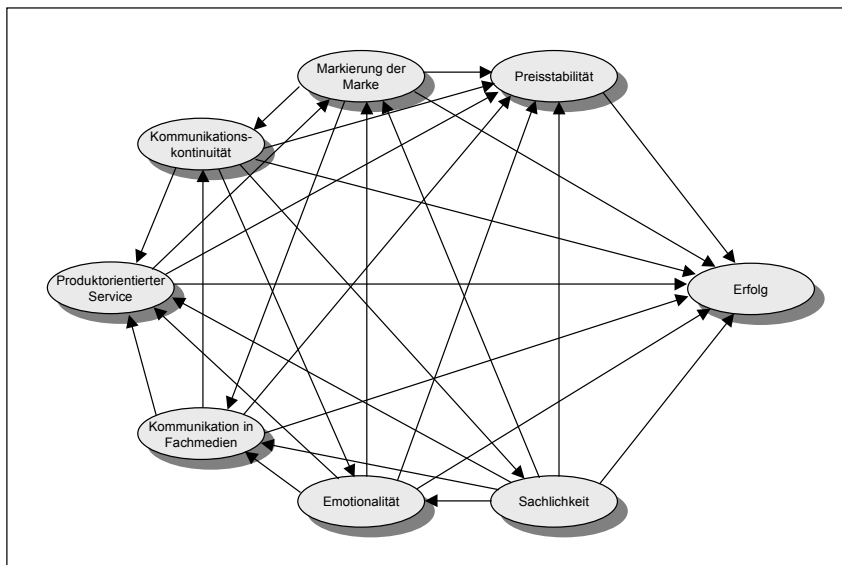 Markierung der
Marke
Preisstabilität
Kommunikations-
kontinuität
Produktorientierter
Service
Erfolg
Kommunikation in
Fachmedien
Emotionalität
Sachlichkeit